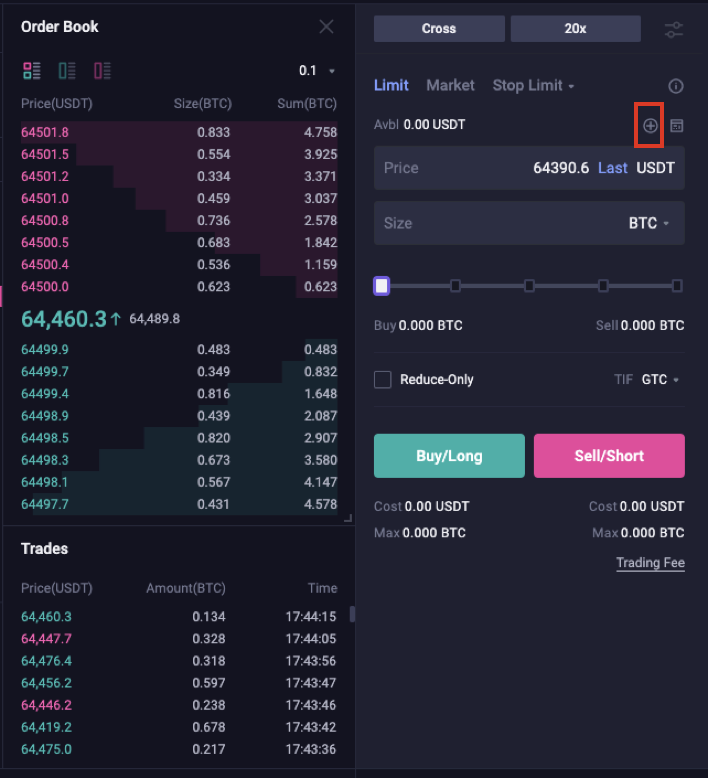 Order Book
0.1
Price(USDT) Size(BTC) Sum(BTC)
64501.8 0.833 4.758
64501.5 0.554 3.925
64501.2 0.334 3.371
64501.0 0.459 3.037
64500.8 0.736 2.578
64500.5 0.683 1.842
64500.4 0.536 1.159
64500.0 0.623 0.623
64,460.3↑ 64,489.8
64499.9 0.483 0.483
64499.7 0.349 0.832
64499.4 0.816 1.648
64498.9 0.439 2.087
64498.5 0.820 2.907
64498.3 0.673 3.580
64498.1 0.567 4.147
64497.7 0.431 4.578
Trades
Price(USDT) Amount(BTC) Time
64,460.3 0.134 17:44:15
64,447.7 0.328 17:44:05
64,476.4 0.318 17:43:56
64,456.2 0.597 17:43:47
64,446.2 0.238 17:43:46
64,419.2 0.678 17:43:42
64,475.0 0.217 17:43:36
Cross 20x
Limit Market Stop Limit
Avbl 0.00 USDT
Price 64390.6 Last USDT
Size BTC
Buy 0.000 BTC Sell 0.000 BTC
Reduce-Only TIF GTC
Buy/Long Sell/Short
Cost 0.00 USDT Cost 0.00 USDT
Max 0.000 BTC Max 0.000 BTC
Trading Fee